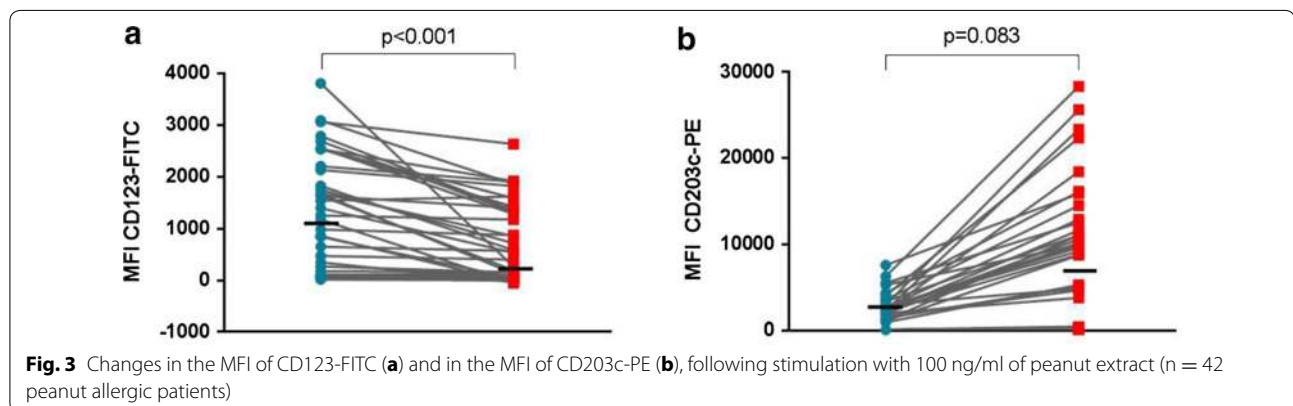 a
p<0.001
4000
3000
2000
1000
0
-1000
MFI CD123-FITC
b
p=0.083
30000
20000
10000
0
MFI CD203c-PE
Fig. 3 Changes in the MFI of CD123-FITC (a) and in the MFI of CD203c-PE (b), following stimulation with 100 ng/ml of peanut extract (n = 42
peanut allergic patients)